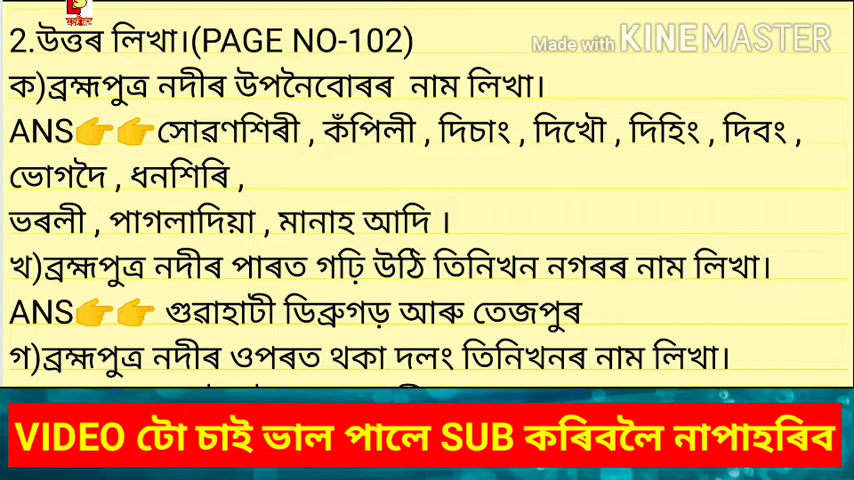 2.উত্তৰ লিখা।(PAGE NO-102)
Made with KINEMASTER
ক)ব্ৰহ্মপুত্ৰ নদীৰ উপনৈবোৰৰ নাম লিখা।
ANS👉👉সোৱণশিৰী , কঁপিলী , দিচাং , দিখৌ , দিহিং , দিবং ,
ভোগদৈ , ধনশিৰি ,
ভৰলী , পাগলাদিয়া , মানাহ আদি ।
খ)ব্ৰহ্মপুত্ৰ নদীৰ পাৰত গঢ়ি উঠি তিনিখন নগৰৰ নাম লিখা।
ANS👉👉 গুৱাহাটী ডিব্ৰুগড় আৰু তেজপুৰ
গ)ব্ৰহ্মপুত্ৰ নদীৰ ওপৰত থকা দলং তিনিখনৰ নাম লিখা।
VIDEO টো চাই ভাল পালে SUB কৰিবলৈ নাপাহৰিব